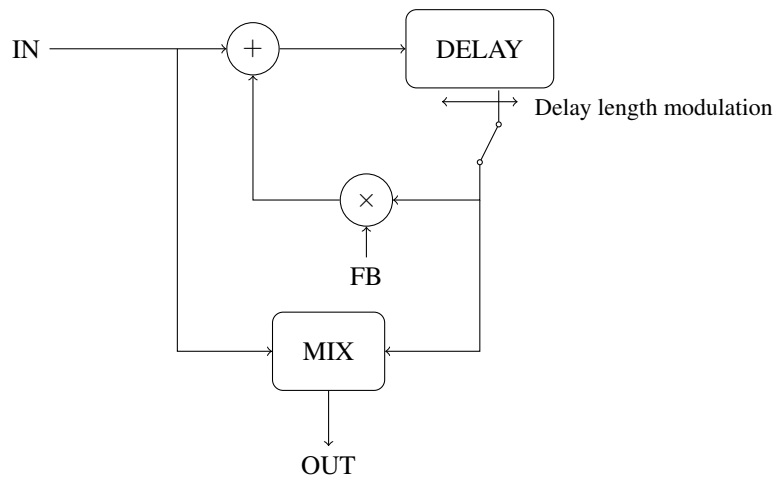 IN
+
DELAY
Delay length modulation
×
FB
MIX
OUT